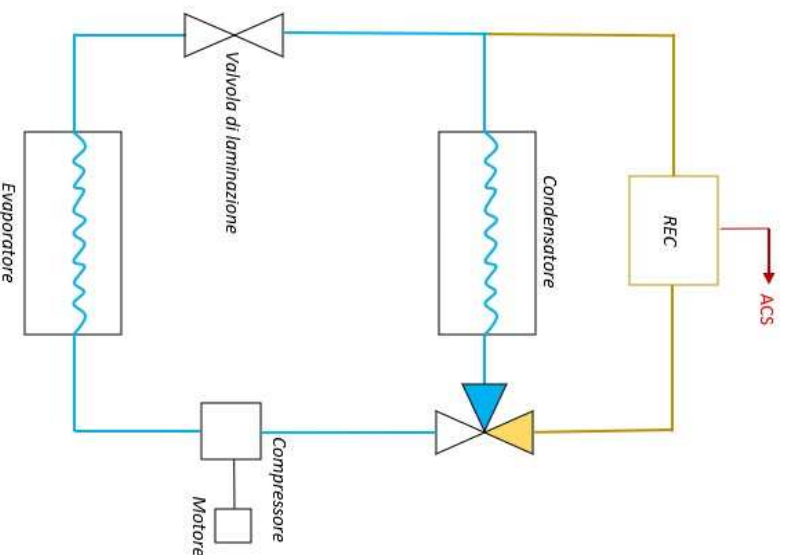 Valvola di laminazione
Evaporatore
Condensatore
REC
ACS
Compressore
Motore